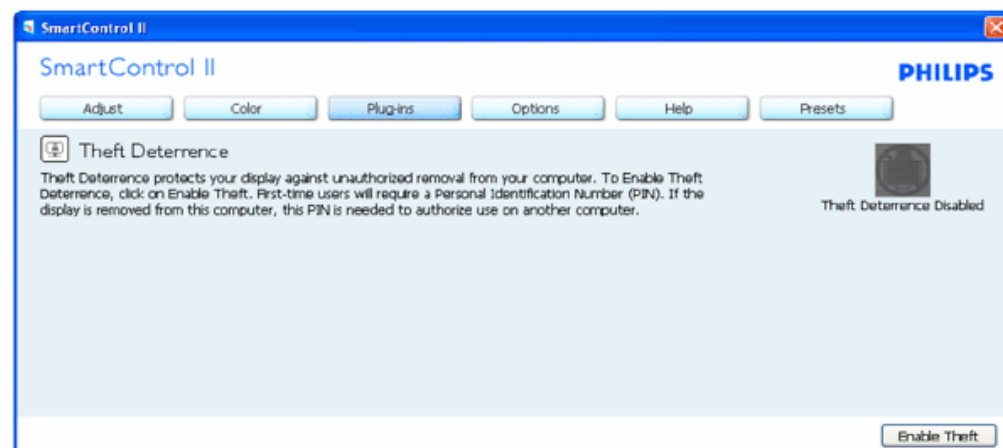 SmartControl II
SmartControl II
PHILIPS
Adjust Color Plug-ins Options Help Presets
Theft Deterrence
Theft Deterrence protects your display against unauthorized removal from your computer. To Enable Theft
Deterrence, click on Enable Theft. First-time users will require a Personal Identification Number (PIN). If the
display is removed from this computer, this PIN is needed to authorize use on another computer.
Theft Deterrence Disabled
Enable Theft